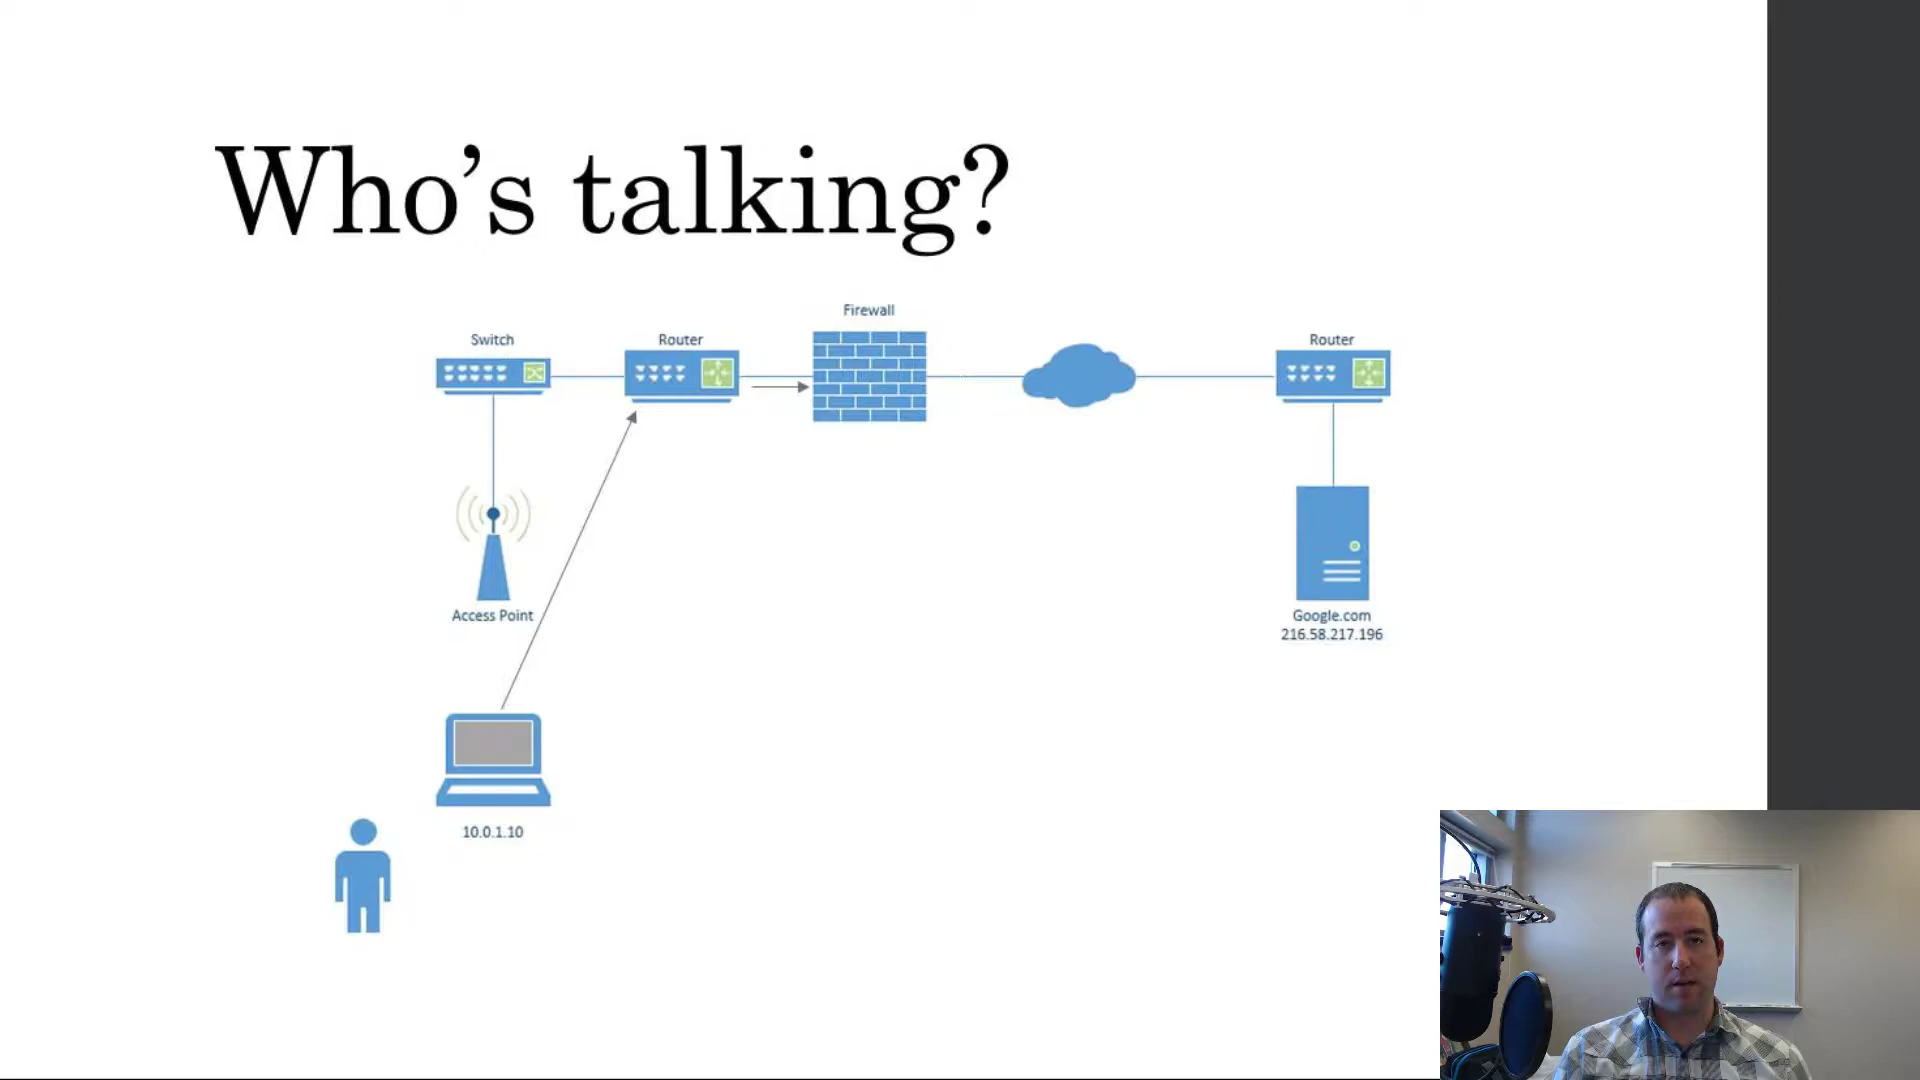 Who’s talking?
Firewall
Switch
Router
Router
Access Point
Google.com
216.58.217.196
10.0.1.10